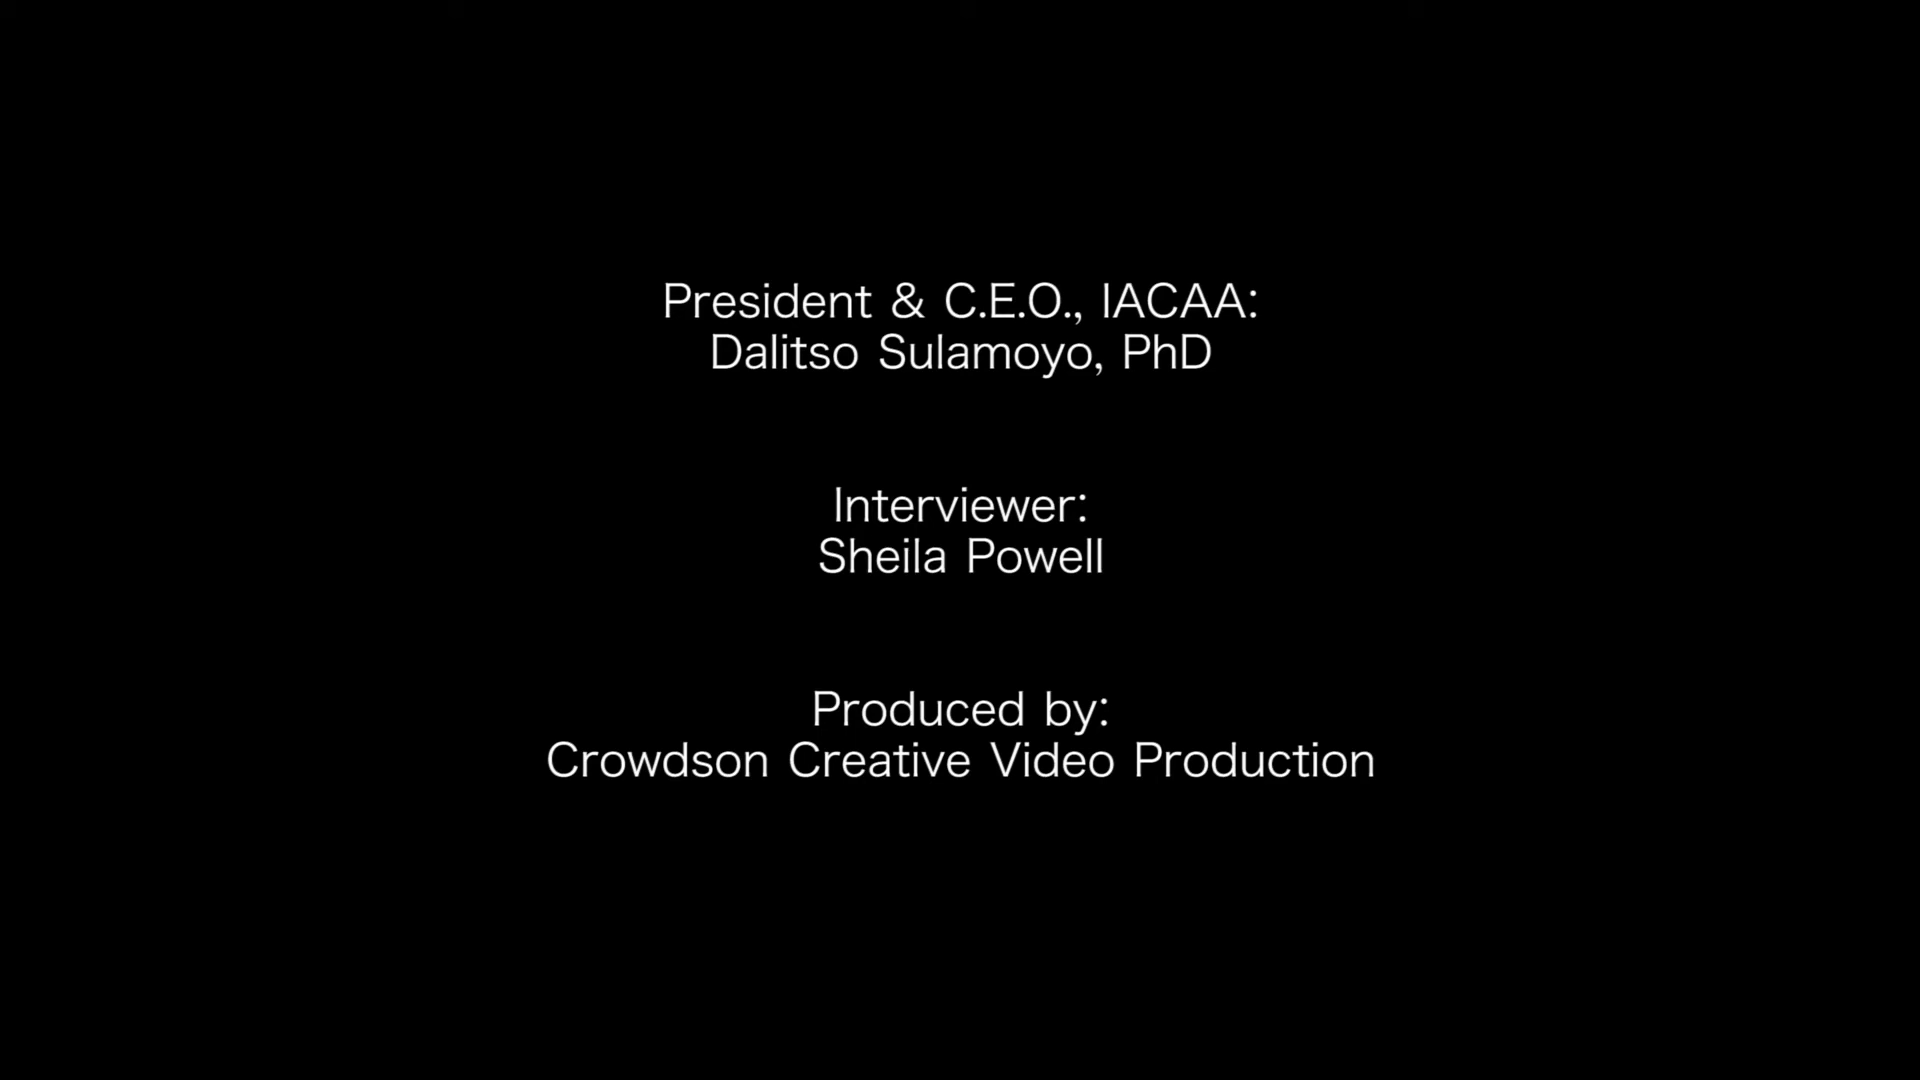 President & C.E.O., IACAA:
Dalitso Sulamoyo, PhD
Interviewer:
Sheila Powell
Produced by:
Crowdson Creative Video Production